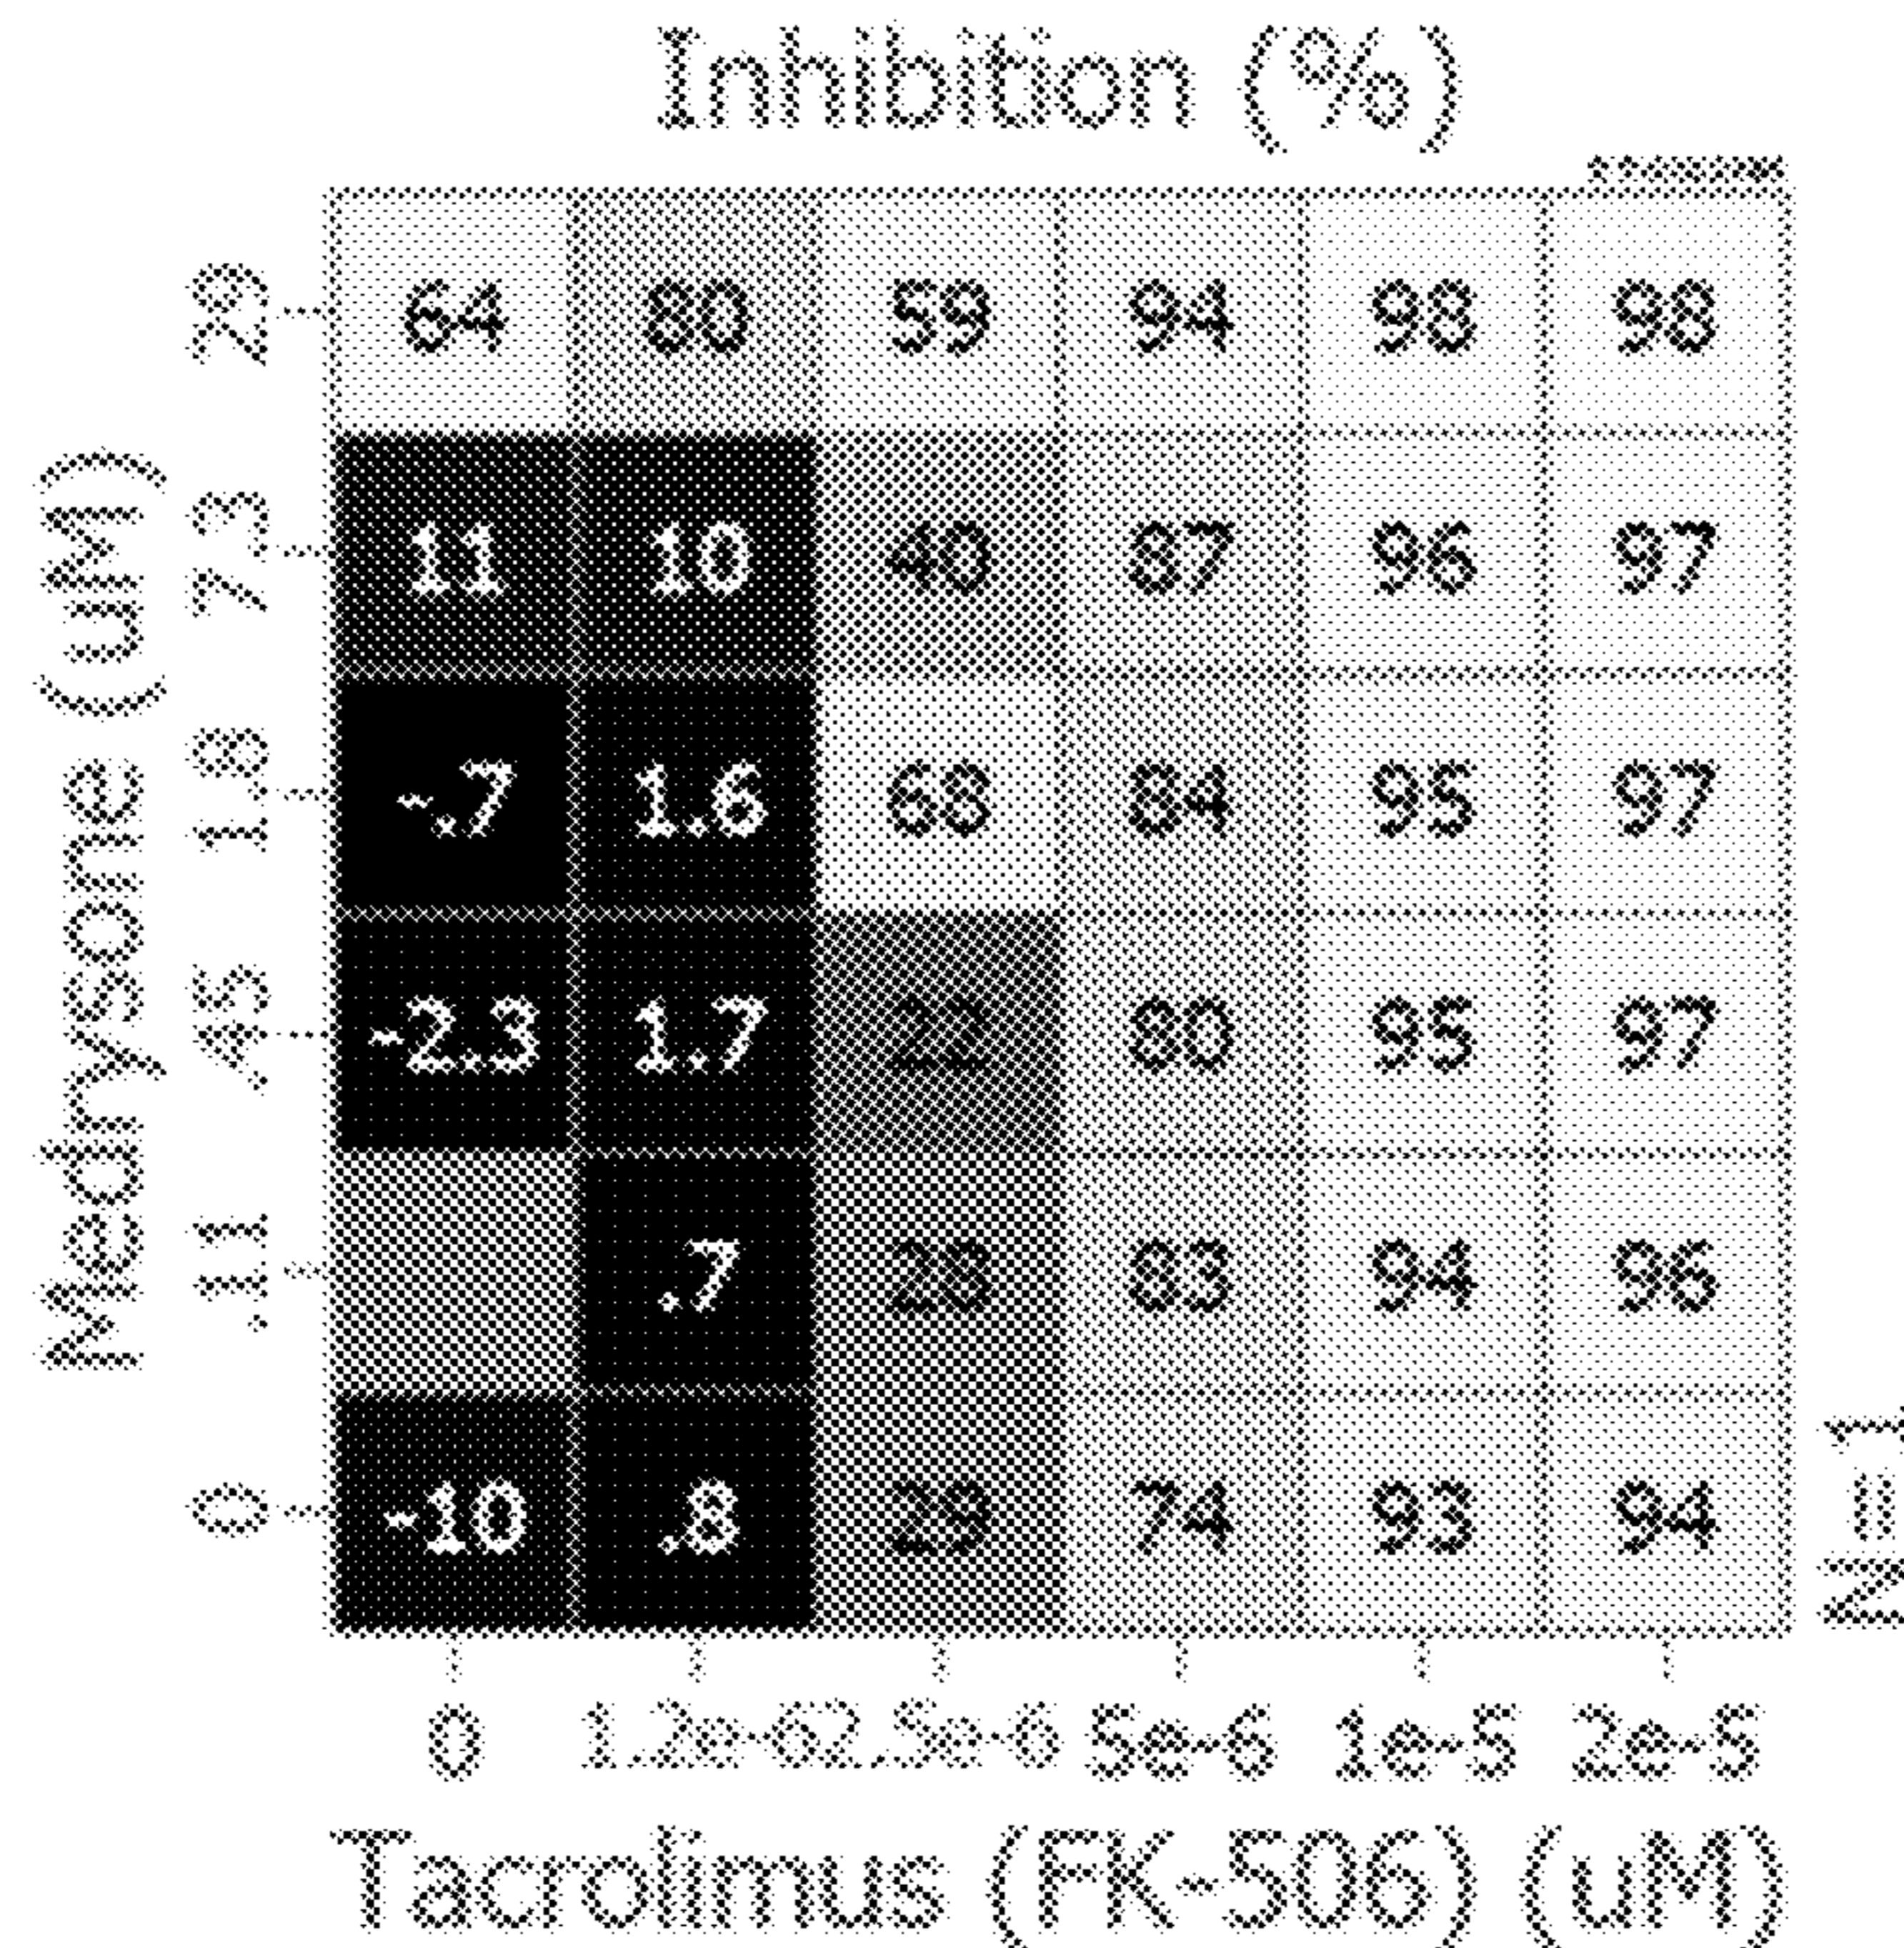 Inhibition (%)
Medrysone (uM)
29 64 80 59 94 98 98
7.3 11 10 40 87 96 97
1.8 -.7 1.6 68 84 95 97
.45 -2.3 1.7 22 80 95 97
.11 .7 28 83 94 96
0 -10 .8 29 74 93 94
N=1
0 1.2e-6 2.5e-6 5e-6 1e-5 2e-5
Tacrolimus (FK-506) (uM)